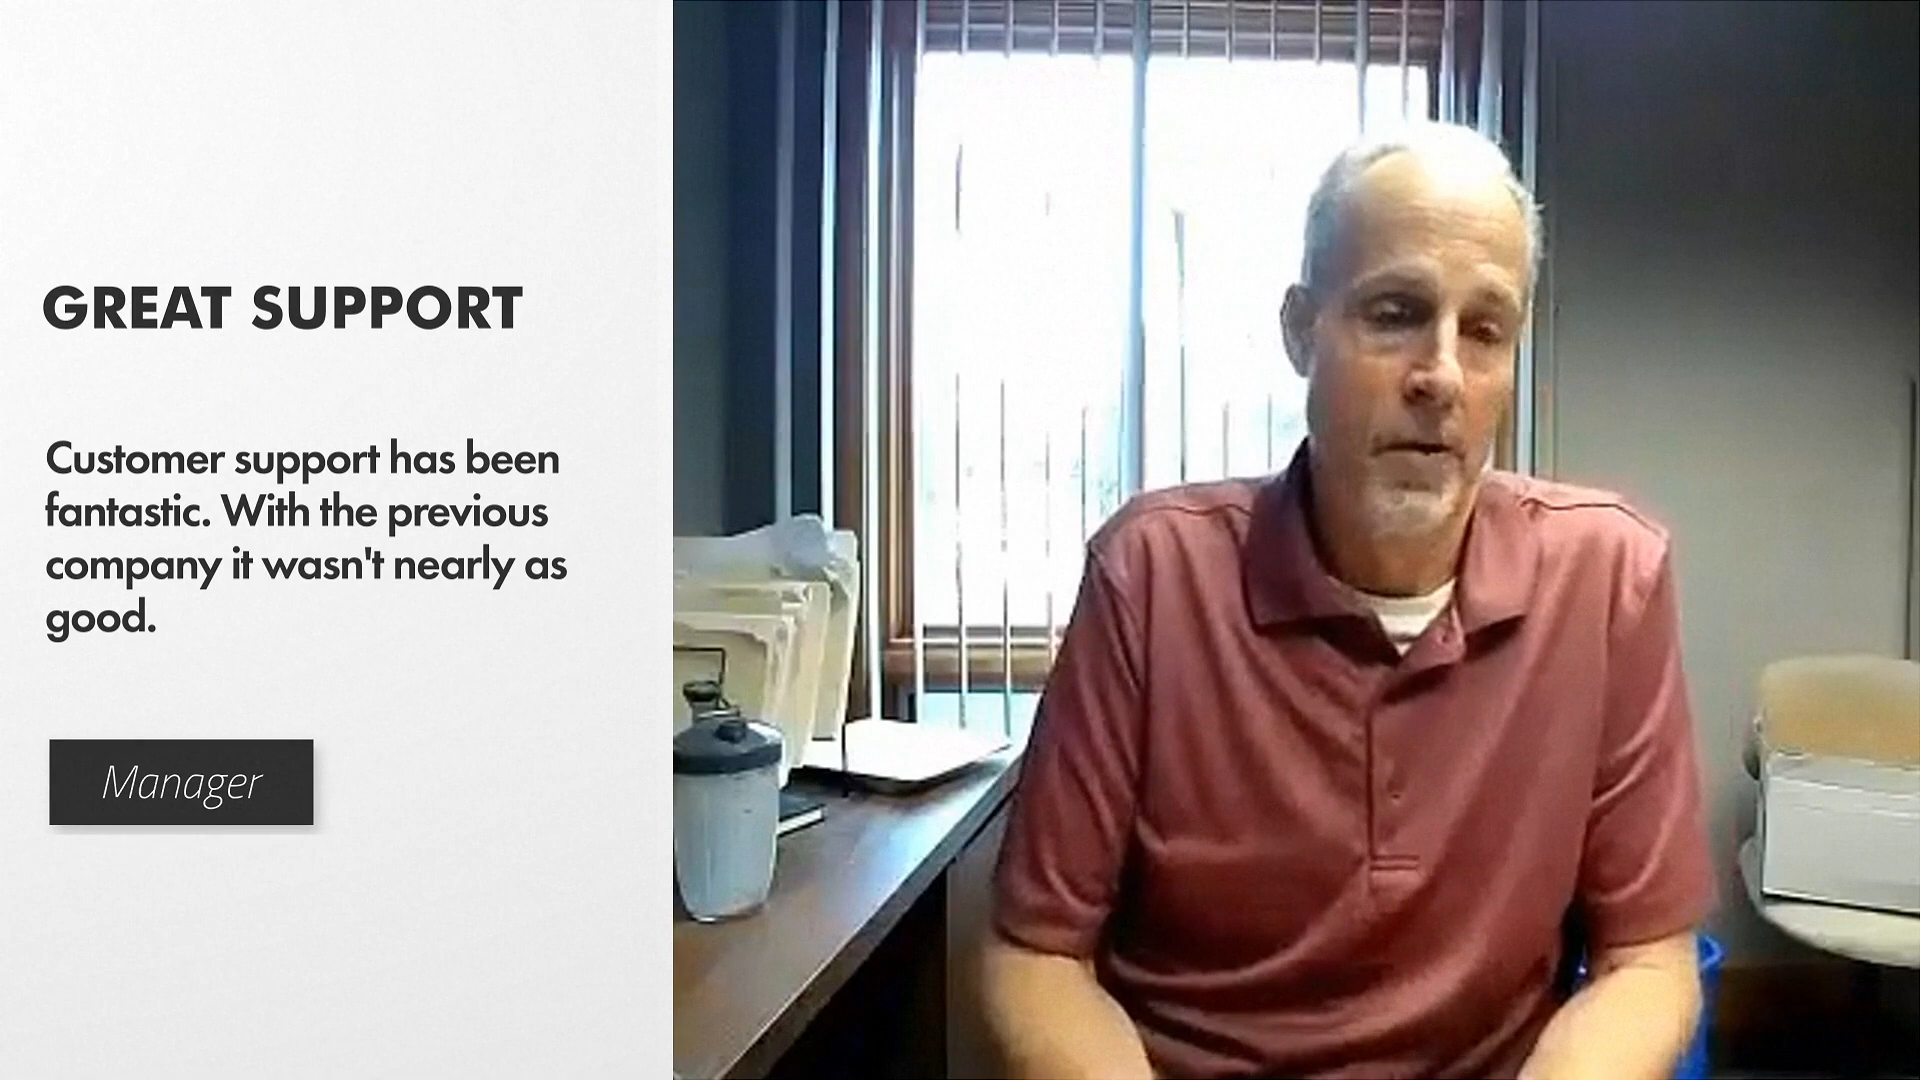 GREAT SUPPORT
Customer support has been
fantastic. With the previous
company it wasn't nearly as
good.
Manager